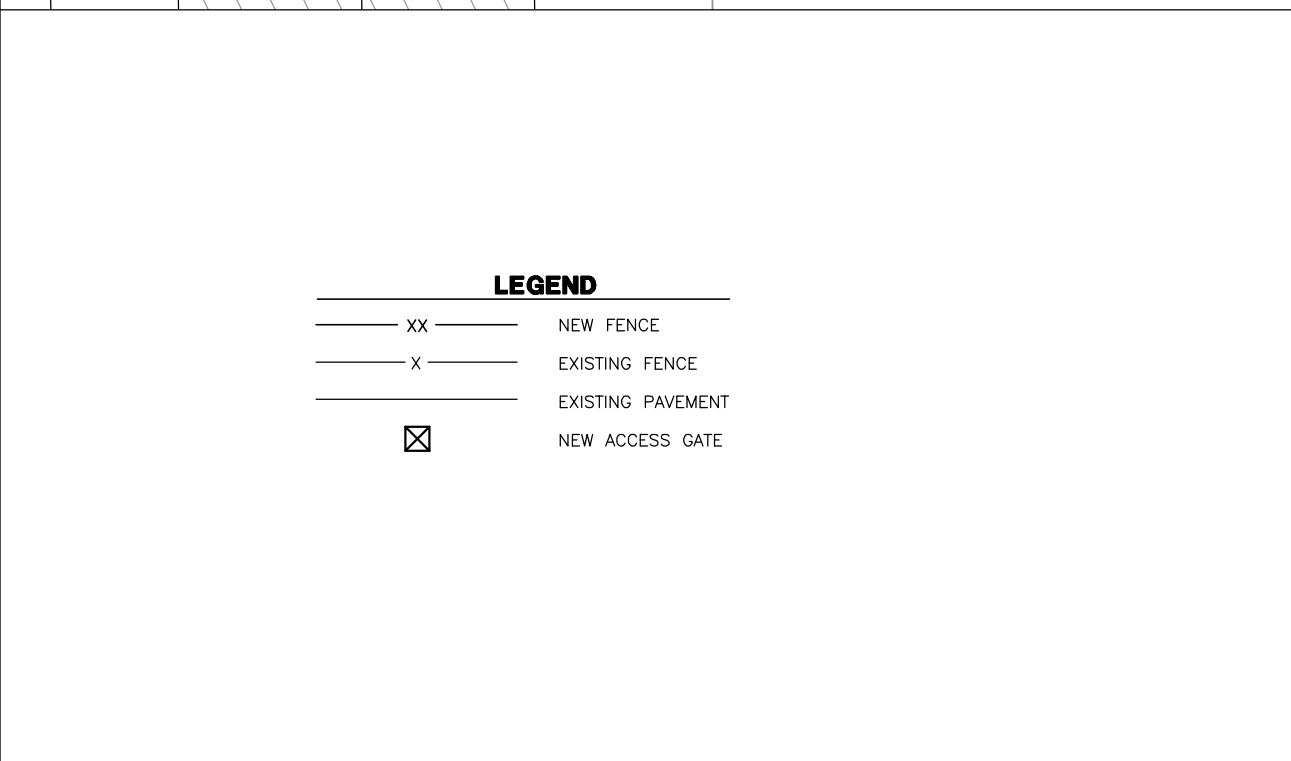 LEGEND
XX NEW FENCE
X EXISTING FENCE
EXISTING PAVEMENT
NEW ACCESS GATE